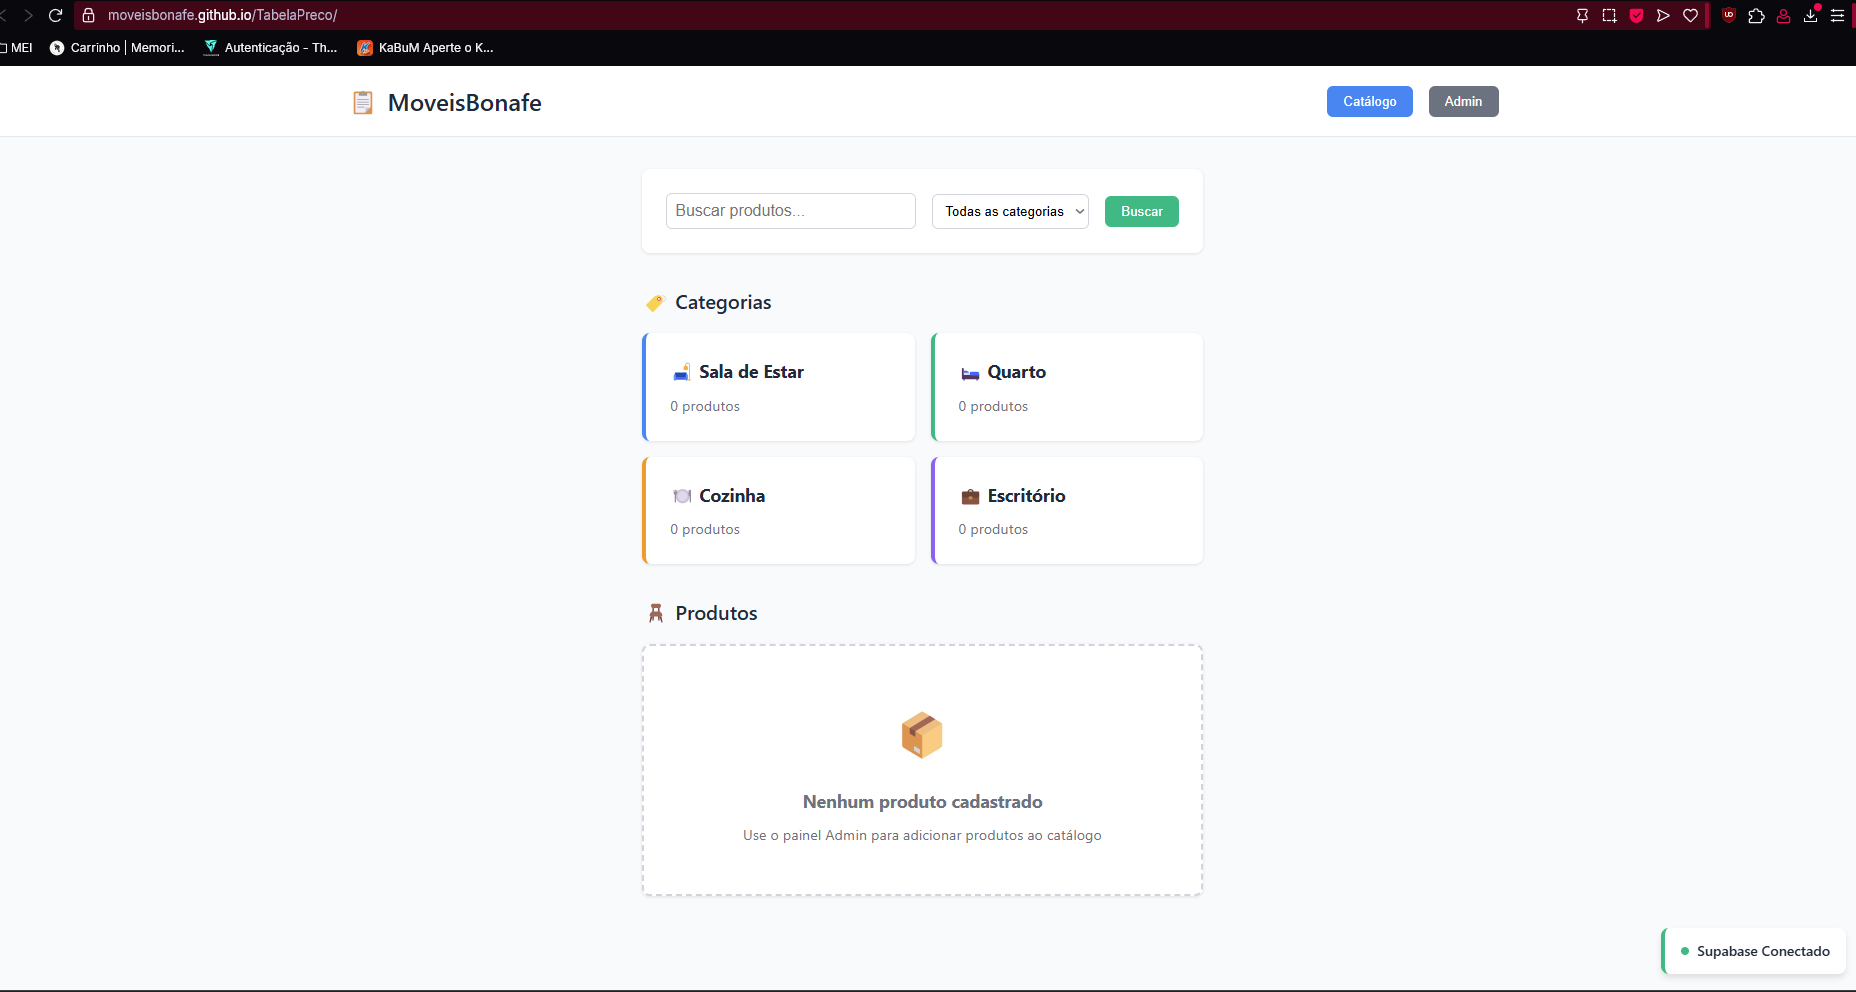 moveisbonafe.github.io/TabelaPreco/
MEI
Carrinho | Memori...
Autenticação - Th...
KaBuM Aperte o K...
MoveisBonafe
Catálogo
Admin
Buscar produtos...
Todas as categorias
Buscar
Categorias
Sala de Estar
0 produtos
Quarto
0 produtos
Cozinha
0 produtos
Escritório
0 produtos
Produtos
Nenhum produto cadastrado
Use o painel Admin para adicionar produtos ao catálogo
Supabase Conectado